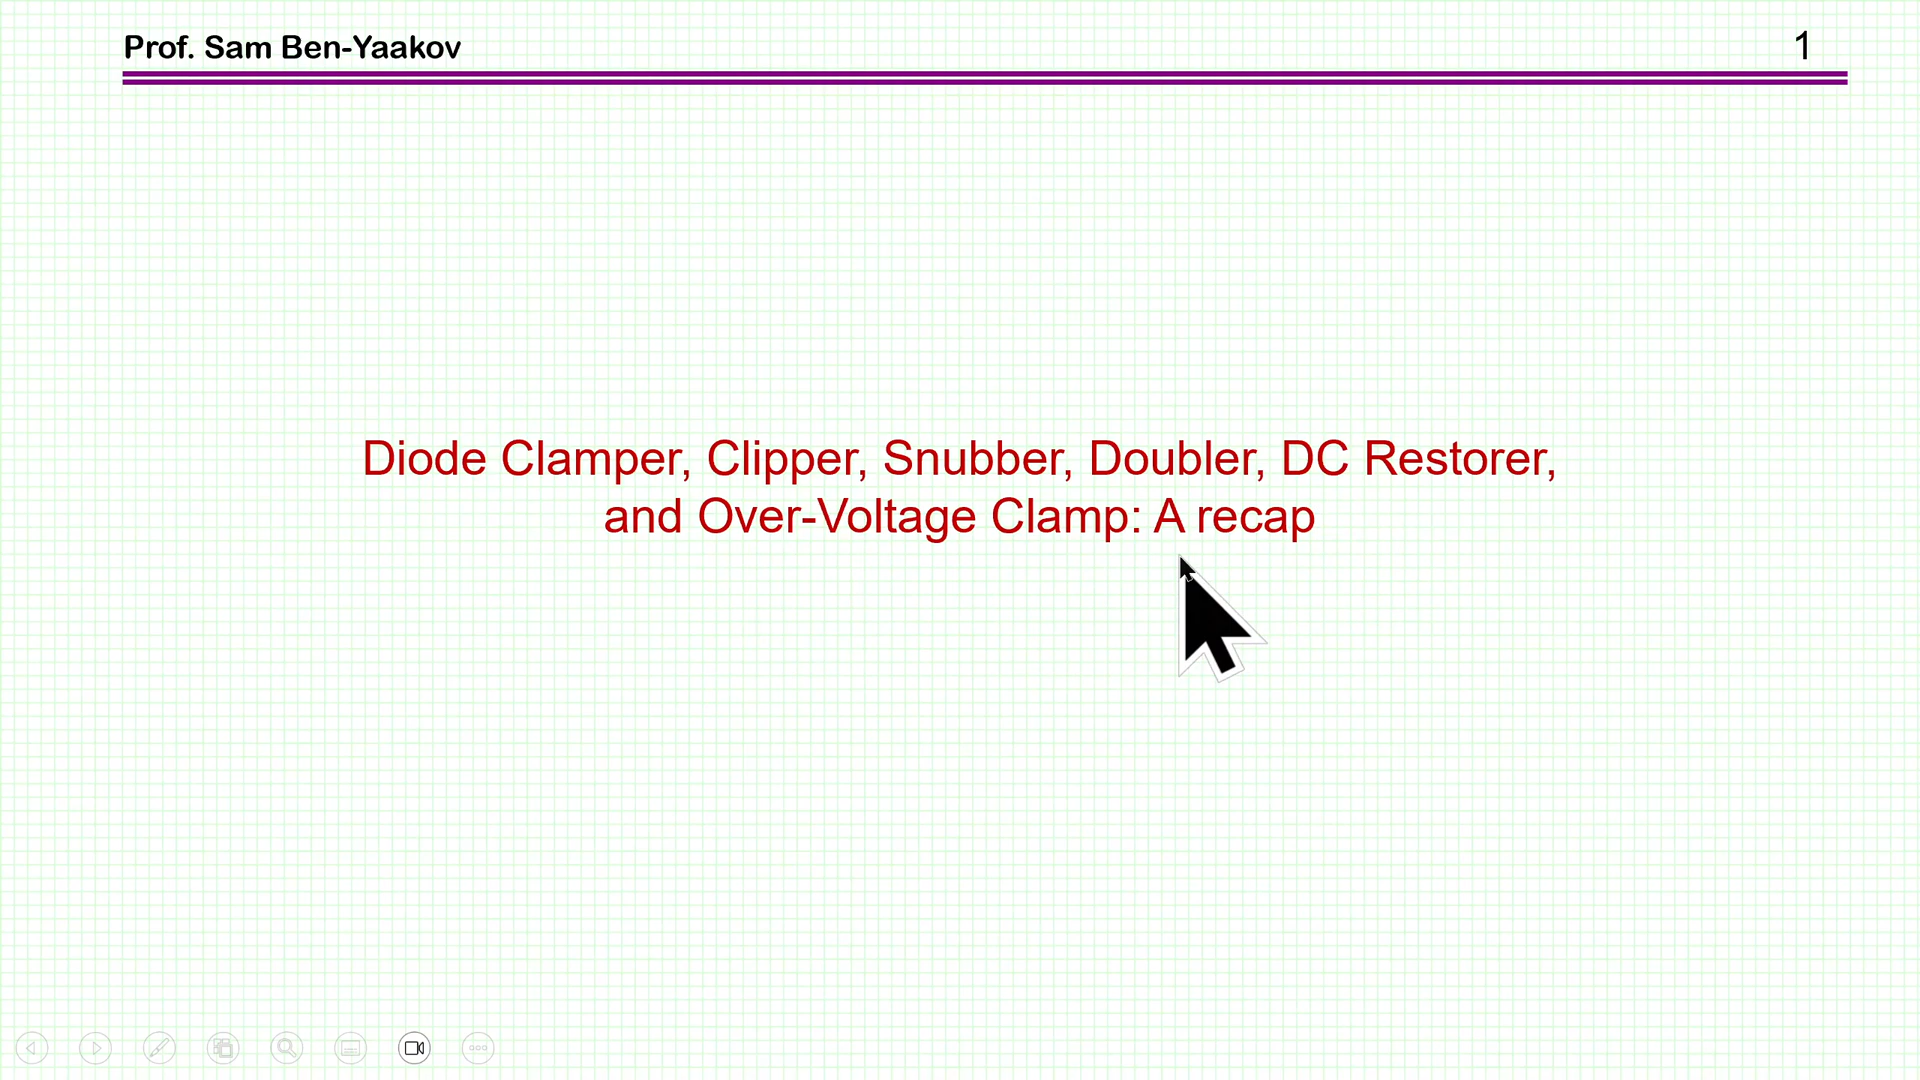 Prof. Sam Ben-Yaakov
1
Diode Clamper, Clipper, Snubber, Doubler, DC Restorer,
and Over-Voltage Clamp: A recap